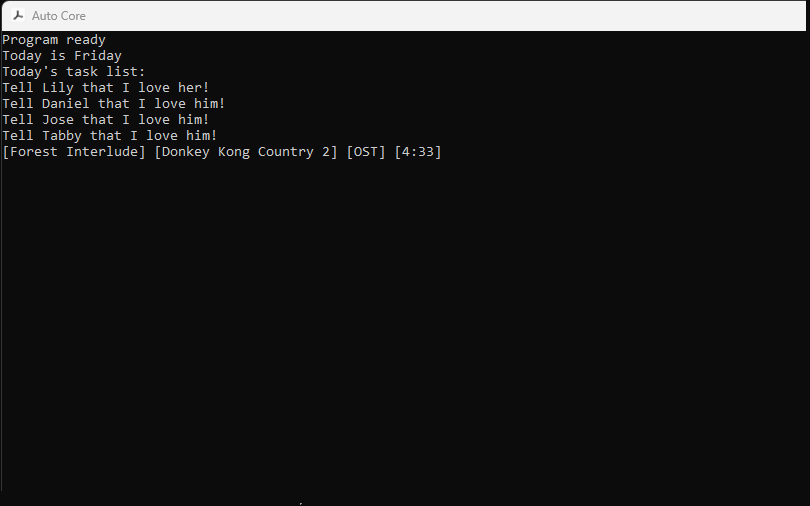 Auto Core
Program ready
Today is Friday
Today's task list:
Tell Lily that I love her!
Tell Daniel that I love him!
Tell Jose that I love him!
Tell Tabby that I love him!
[Forest Interlude] [Donkey Kong Country 2] [OST] [4:33]